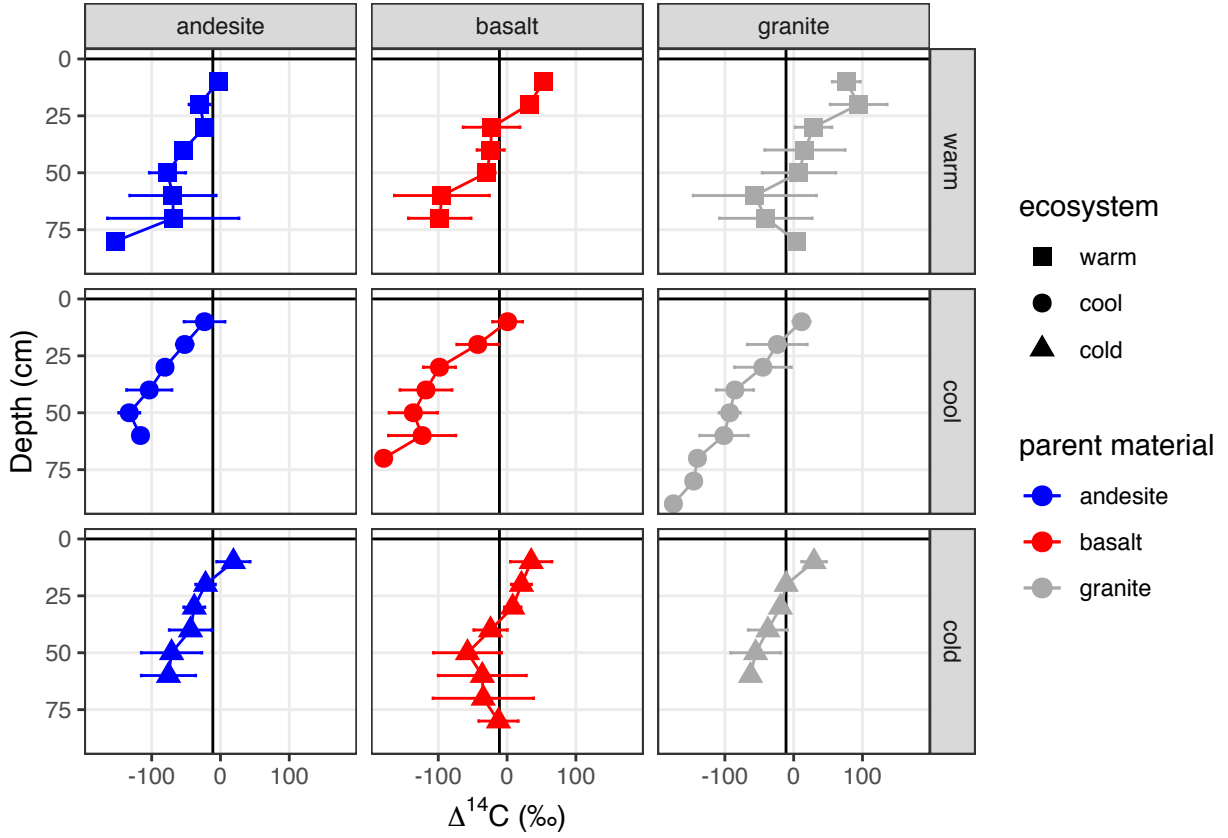 andesite basalt granite
0
25
50
75
warm
0
25
50
75
cool
0
25
50
75
cold
-100 0 100 -100 0 100 -100 0 100
Depth (cm)
Δ¹⁴C (‰)
ecosystem
warm
cool
cold
parent material
andesite
basalt
granite